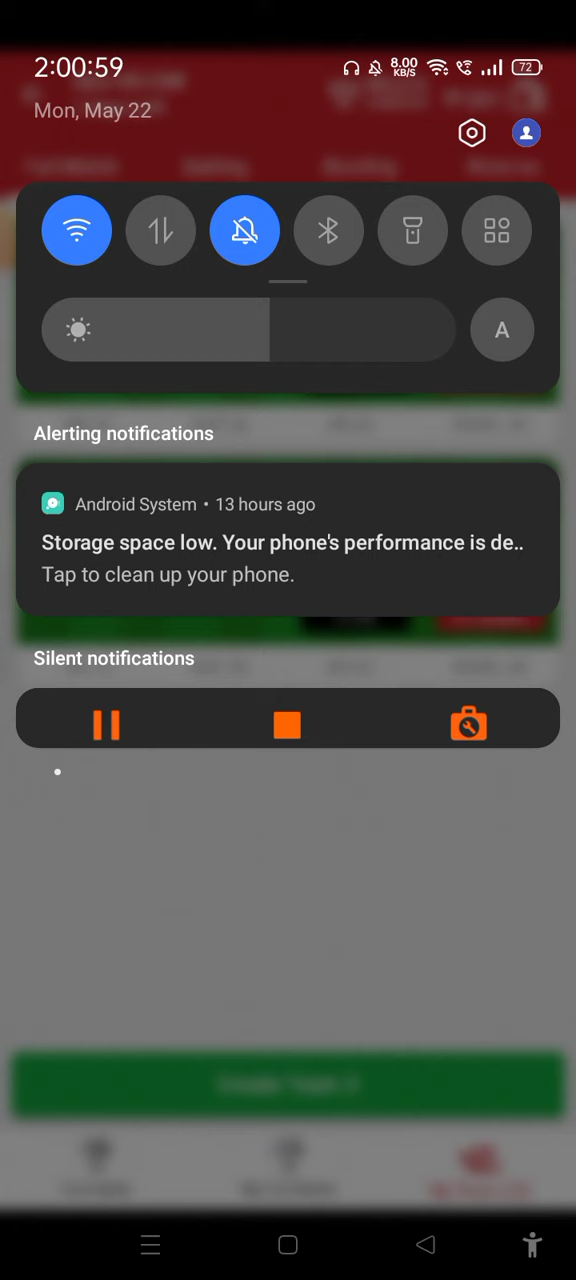 2:00:59
8.00
KB/S
72
Mon, May 22
A
Alerting notifications
Android System • 13 hours ago
Storage space low. Your phone's performance is de..
Tap to clean up your phone.
Silent notifications